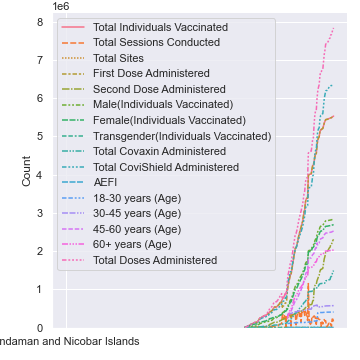 1e6
8
7
6
5
4
3
2
1
0
Count
Total Individuals Vaccinated
Total Sessions Conducted
Total Sites
First Dose Administered
Second Dose Administered
Male(Individuals Vaccinated)
Female(Individuals Vaccinated)
Transgender(Individuals Vaccinated)
Total Covaxin Administered
Total CoviShield Administered
AEFI
18-30 years (Age)
30-45 years (Age)
45-60 years (Age)
60+ years (Age)
Total Doses Administered
ndaman and Nicobar Islands